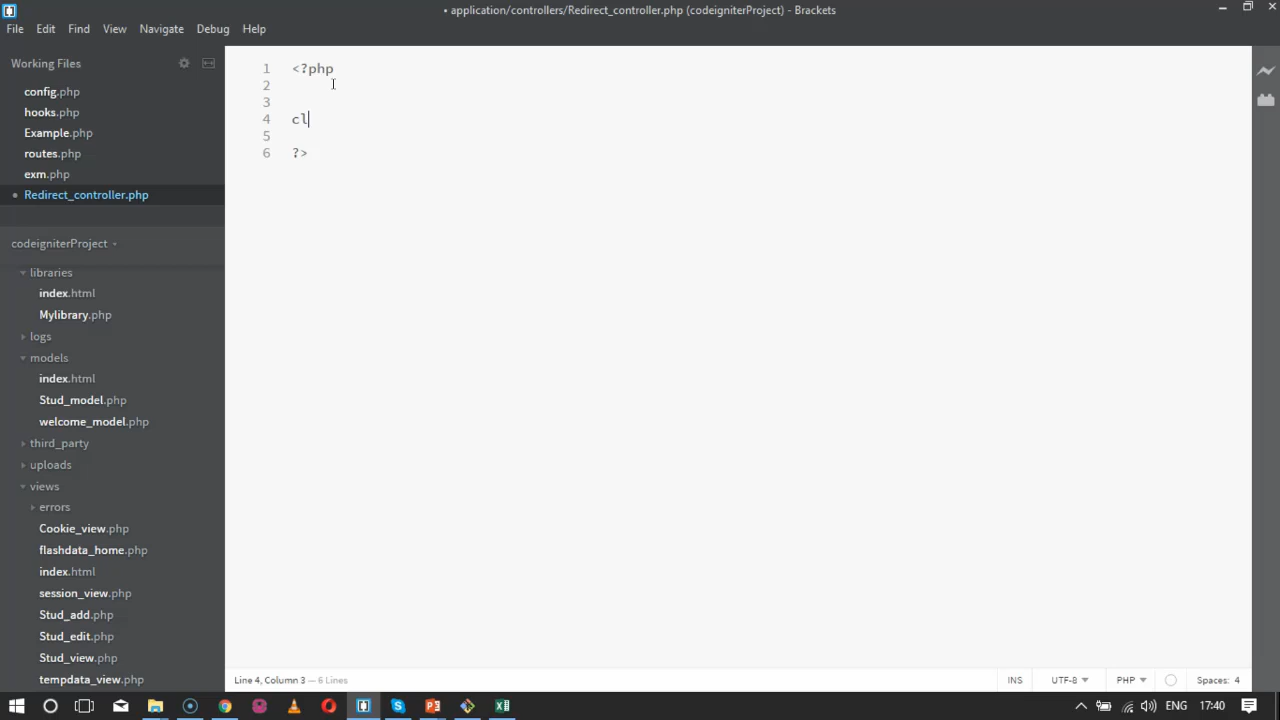 • application/controllers/Redirect_controller.php (codeigniterProject) - Brackets
File Edit Find View Navigate Debug Help
Working Files
config.php
hooks.php
Example.php
routes.php
exm.php
Redirect_controller.php
codeigniterProject
libraries
index.html
Mylibrary.php
logs
models
index.html
Stud_model.php
welcome_model.php
third_party
uploads
views
errors
Cookie_view.php
flashdata_home.php
index.html
session_view.php
Stud_add.php
Stud_edit.php
Stud_view.php
tempdata_view.php
1 <?php
2
3
4 cl
5
6 ?>
Line 4, Column 3 — 6 Lines
INS UTF-8 PHP Spaces: 4
ENG 17:40